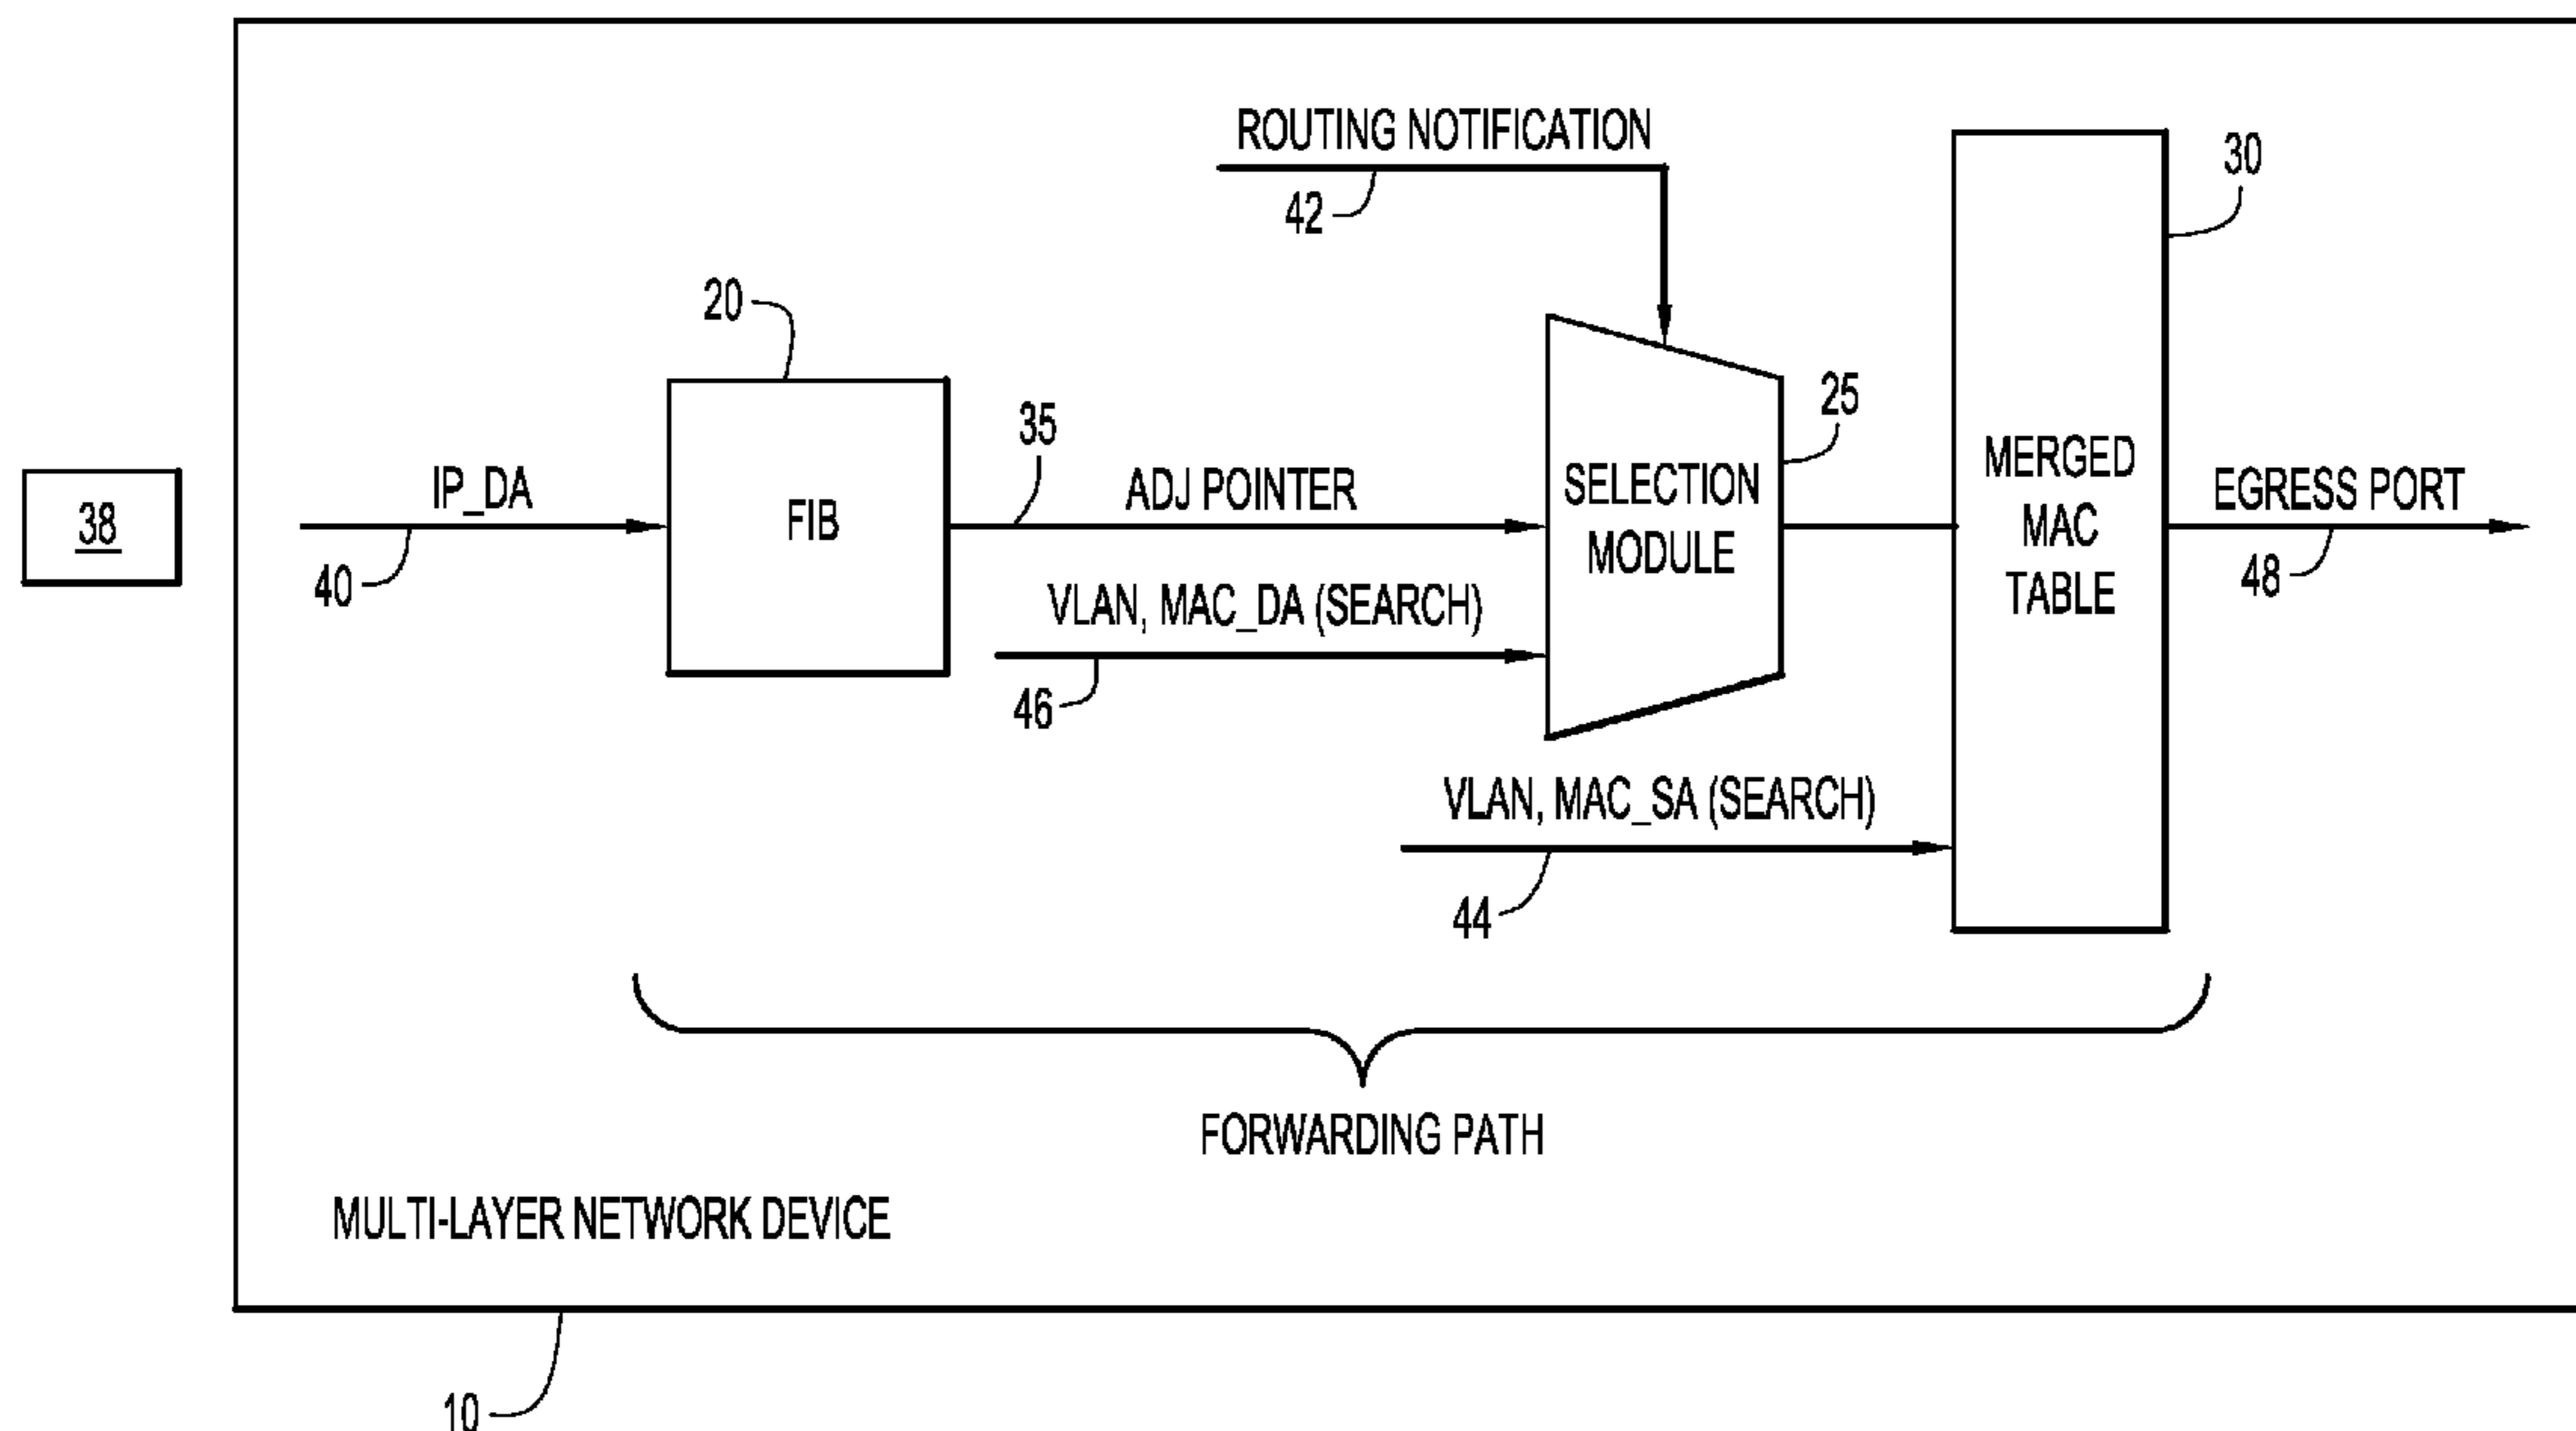 ROUTING NOTIFICATION
42
30
20
25
35
38
IP_DA
40
FIB
ADJ POINTER
VLAN, MAC_DA (SEARCH)
46
SELECTION
MODULE
MERGED
MAC
TABLE
EGRESS PORT
48
VLAN, MAC_SA (SEARCH)
44
FORWARDING PATH
MULTI-LAYER NETWORK DEVICE
10